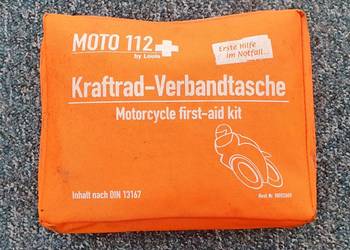 MOTO 112
by Louis
Erste Hilfe
im Notfall...
Kraftrad-Verbandtasche
Motorcycle first-aid kit
Inhalt nach DIN 13167